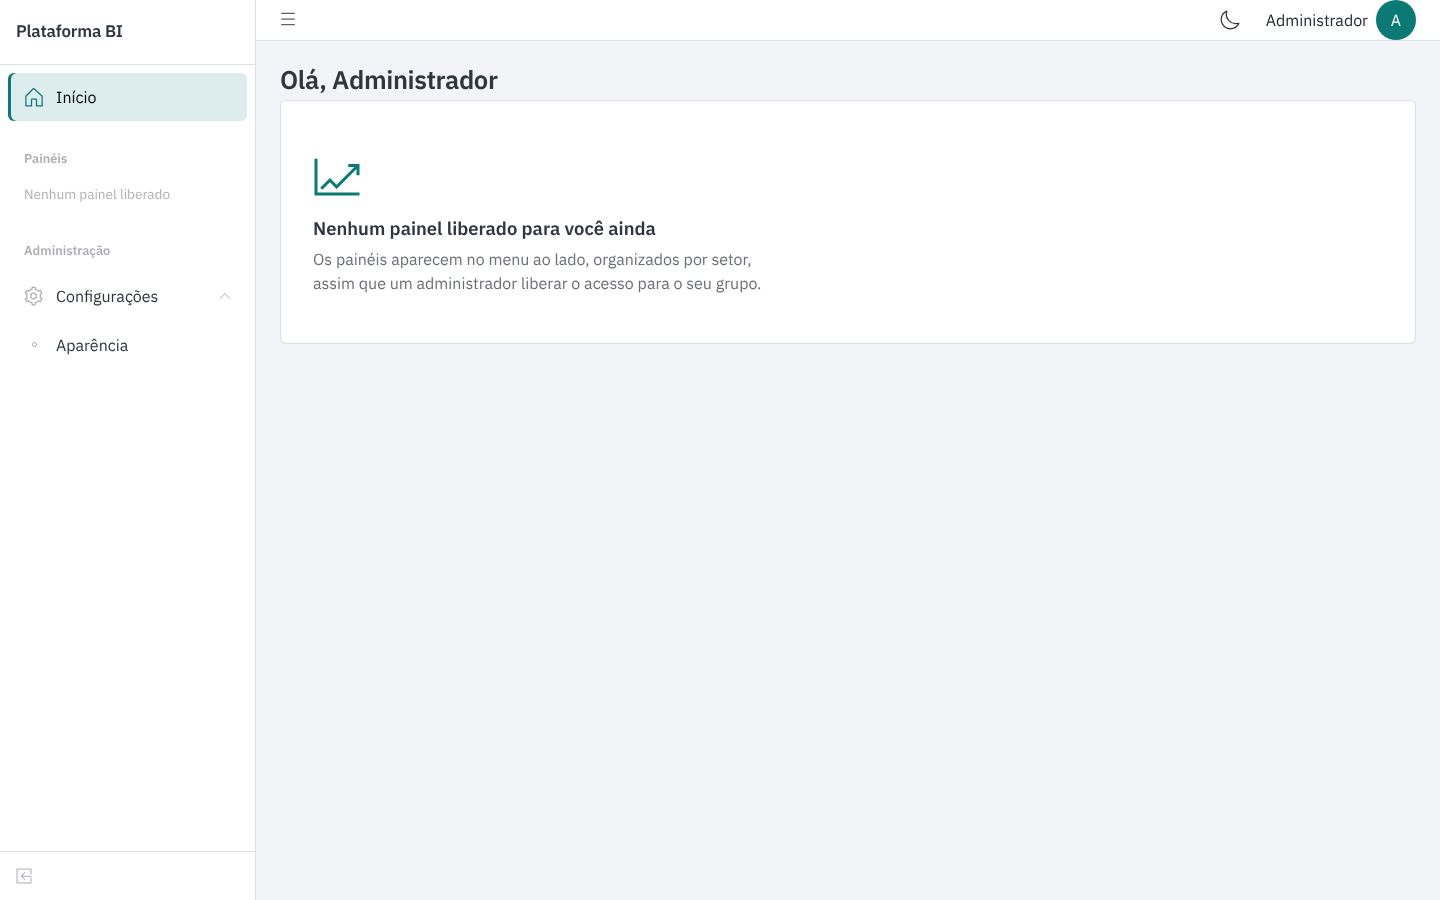 Plataforma BI
Administrador
A
Início
Painéis
Nenhum painel liberado
Administração
Configurações
Aparência
Olá, Administrador
Nenhum painel liberado para você ainda
Os painéis aparecem no menu ao lado, organizados por setor,
assim que um administrador liberar o acesso para o seu grupo.